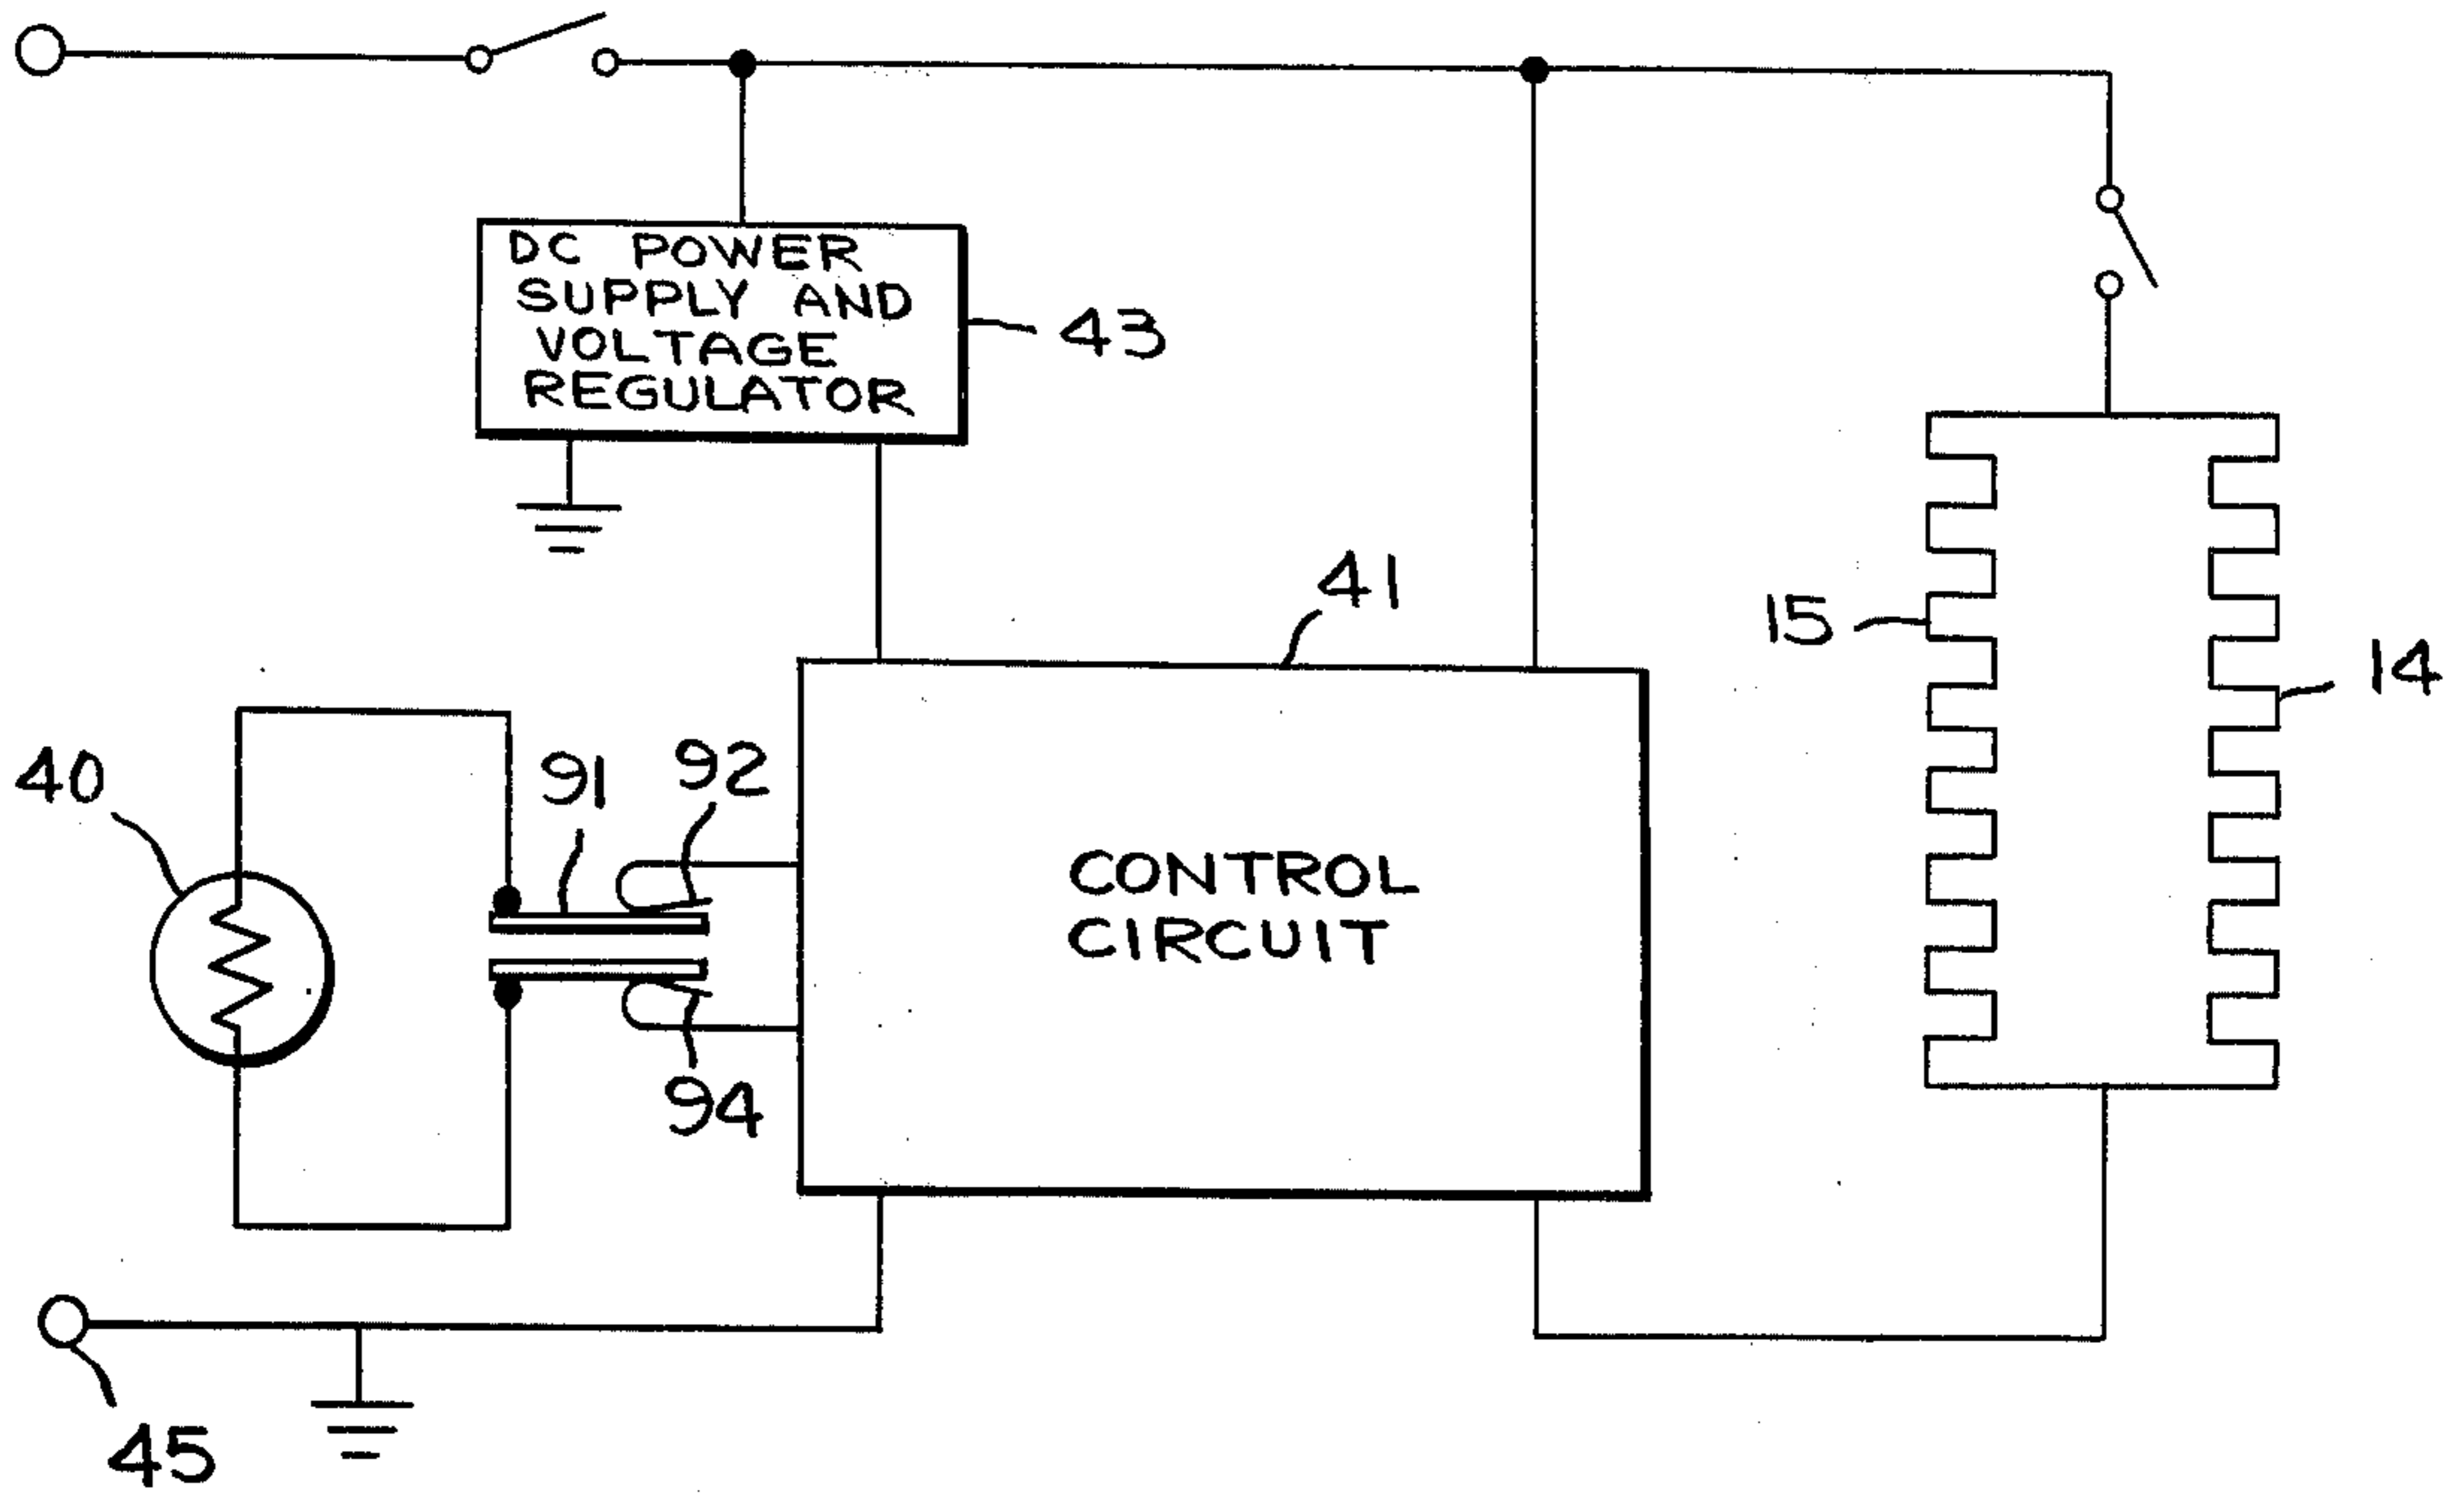 DC POWER
SUPPLY AND
VOLTAGE
REGULATOR
43
41
15
14
40
91
92
CONTROL
CIRCUIT
94
45